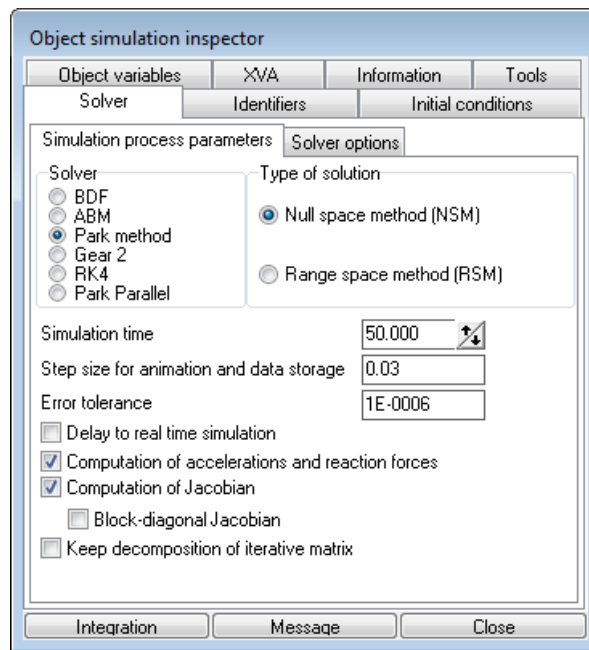 Object simulation inspector
Object variables XVA Information Tools
Solver Identifiers Initial conditions
Simulation process parameters Solver options
Solver Type of solution
BDF
ABM
Park method
Gear 2
RK4
Park Parallel
Null space method (NSM)
Range space method (RSM)
Simulation time 50.000
Step size for animation and data storage 0.03
Error tolerance 1E-0006
Delay to real time simulation
Computation of accelerations and reaction forces
Computation of Jacobian
Block-diagonal Jacobian
Keep decomposition of iterative matrix
Integration Message Close